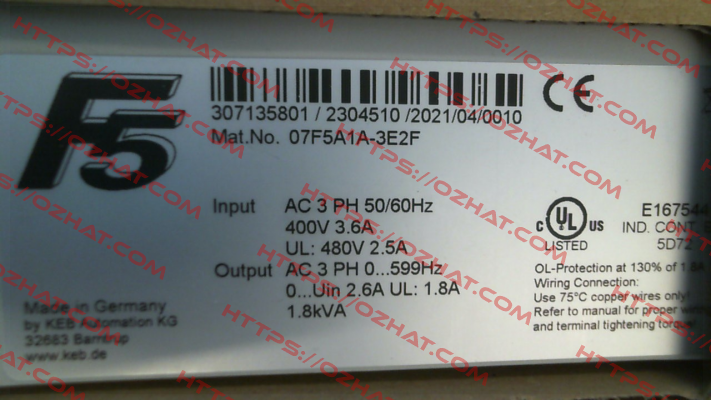 F5
307135801 / 2304510 /2021/04/0010
Mat.No. 07F5A1A-3E2F
CE
Input AC 3 PH 50/60Hz
400V 3.6A
UL: 480V 2.5A
Output AC 3 PH 0...599Hz
0...Uin 2.6A UL: 1.8A
1.8kVA
Made in Germany
by KEB Automation KG
32683 Barntrup
www.keb.de
c UL US
LISTED
E16754
IND. CONT.
5D72
OL-Protection at 130% of 1.8A
Wiring Connection:
Use 75°C copper wires only!
Refer to manual for proper
and terminal tightening
HTTPS://OZHAT.COM